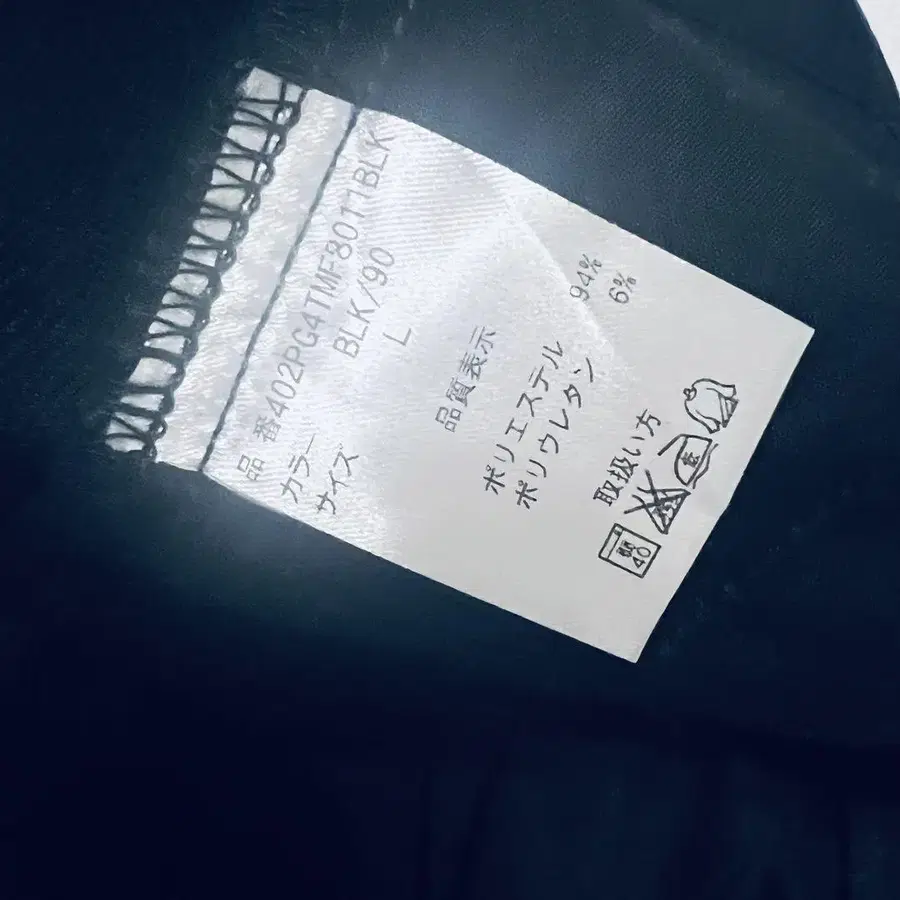 品 番402PG4TMF8011BLK
カラー BLK/90
サイズ L
品質表示
ポリエステル 94%
ポリウレタン 6%
取扱い方
40